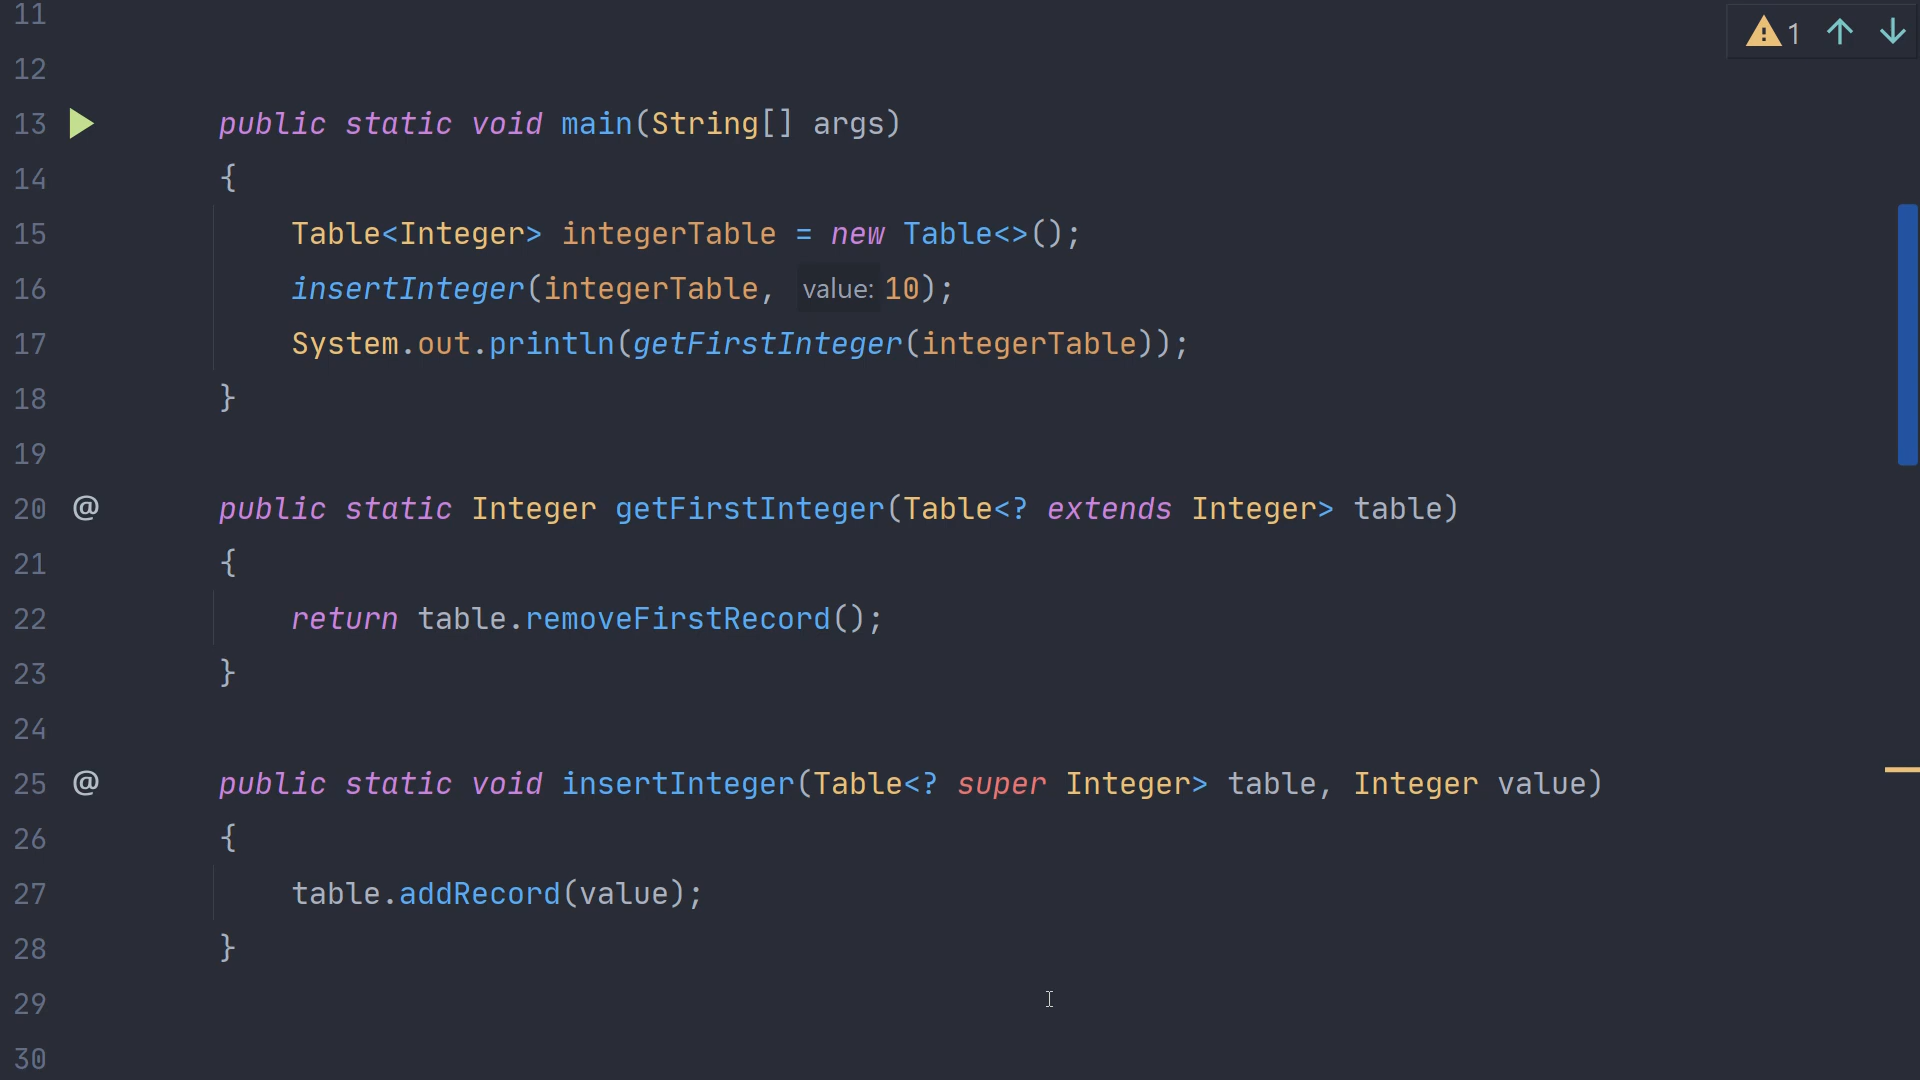 11
1
12
13 public static void main(String[] args)
14 {
15 Table<Integer> integerTable = new Table<>();
16 insertInteger(integerTable, value: 10);
17 System.out.println(getFirstInteger(integerTable));
18 }
19
20 @ public static Integer getFirstInteger(Table<? extends Integer> table)
21 {
22 return table.removeFirstRecord();
23 }
24
25 @ public static void insertInteger(Table<? super Integer> table, Integer value)
26 {
27 table.addRecord(value);
28 }
29
30